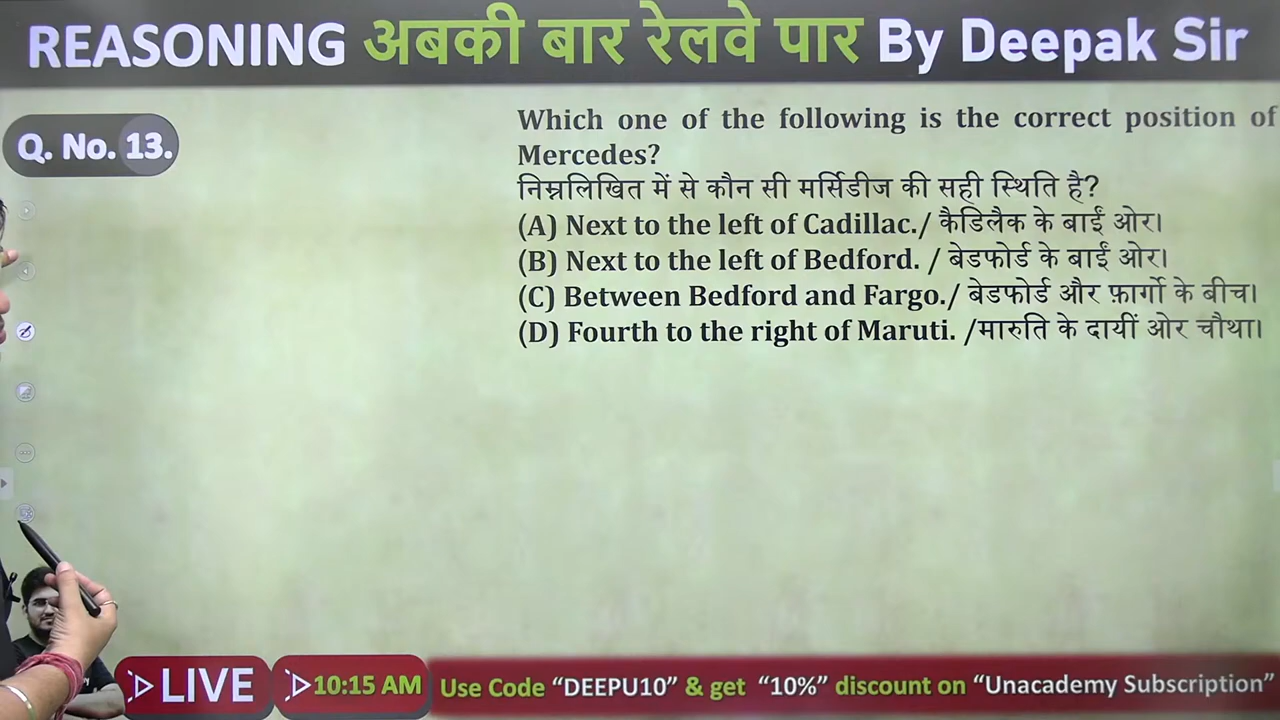 REASONING अबकी बार रेलवे पार By Deepak Sir
Q. No. 13.
Which one of the following is the correct position of
Mercedes?
निम्नलिखित में से कौन सी मर्सिडीज की सही स्थिति है?
(A) Next to the left of Cadillac./ कैडिलैक के बाईं ओर।
(B) Next to the left of Bedford. / बेडफोर्ड के बाईं ओर।
(C) Between Bedford and Fargo./ बेडफोर्ड और फ़ार्गो के बीच।
(D) Fourth to the right of Maruti. /मारुति के दायीं ओर चौथा।
LIVE
10:15 AM
Use Code “DEEPU10” & get “10%” discount on “Unacademy Subscription”